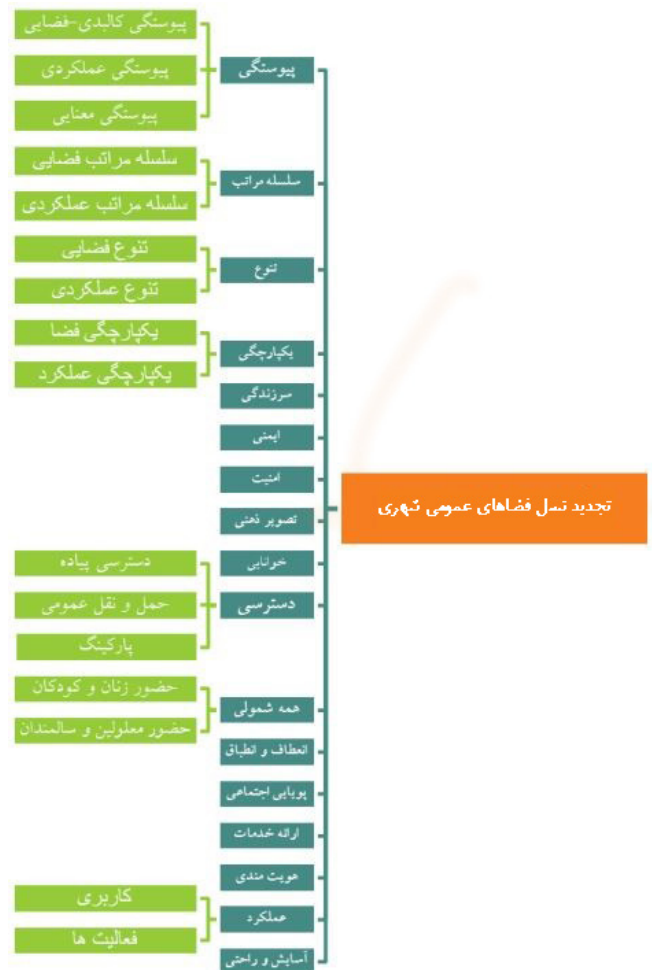 تجدید نسل فضاهای عمومی شهری
پیوستگی
پیوستگی کالبدی-فضایی
پیوستگی عملکردی
پیوستگی معنایی
سلسله مراتب
سلسله مراتب فضایی
سلسله مراتب عملکردی
تنوع
تنوع فضایی
تنوع عملکردی
یکپارچگی
یکپارچگی فضا
یکپارچگی عملکرد
سرزندگی
ایمنی
امنیت
تصویر ذهنی
خوانایی
دسترسی
دسترسی پیاده
حمل و نقل عمومی
پارکینگ
همه شمولی
حضور زنان و کودکان
حضور معلولین و سالمندان
انعطاف و انطباق
پویایی اجتماعی
ارائه خدمات
هویت مندی
عملکرد
کاربری
فعالیت ها
آسایش و راحتی